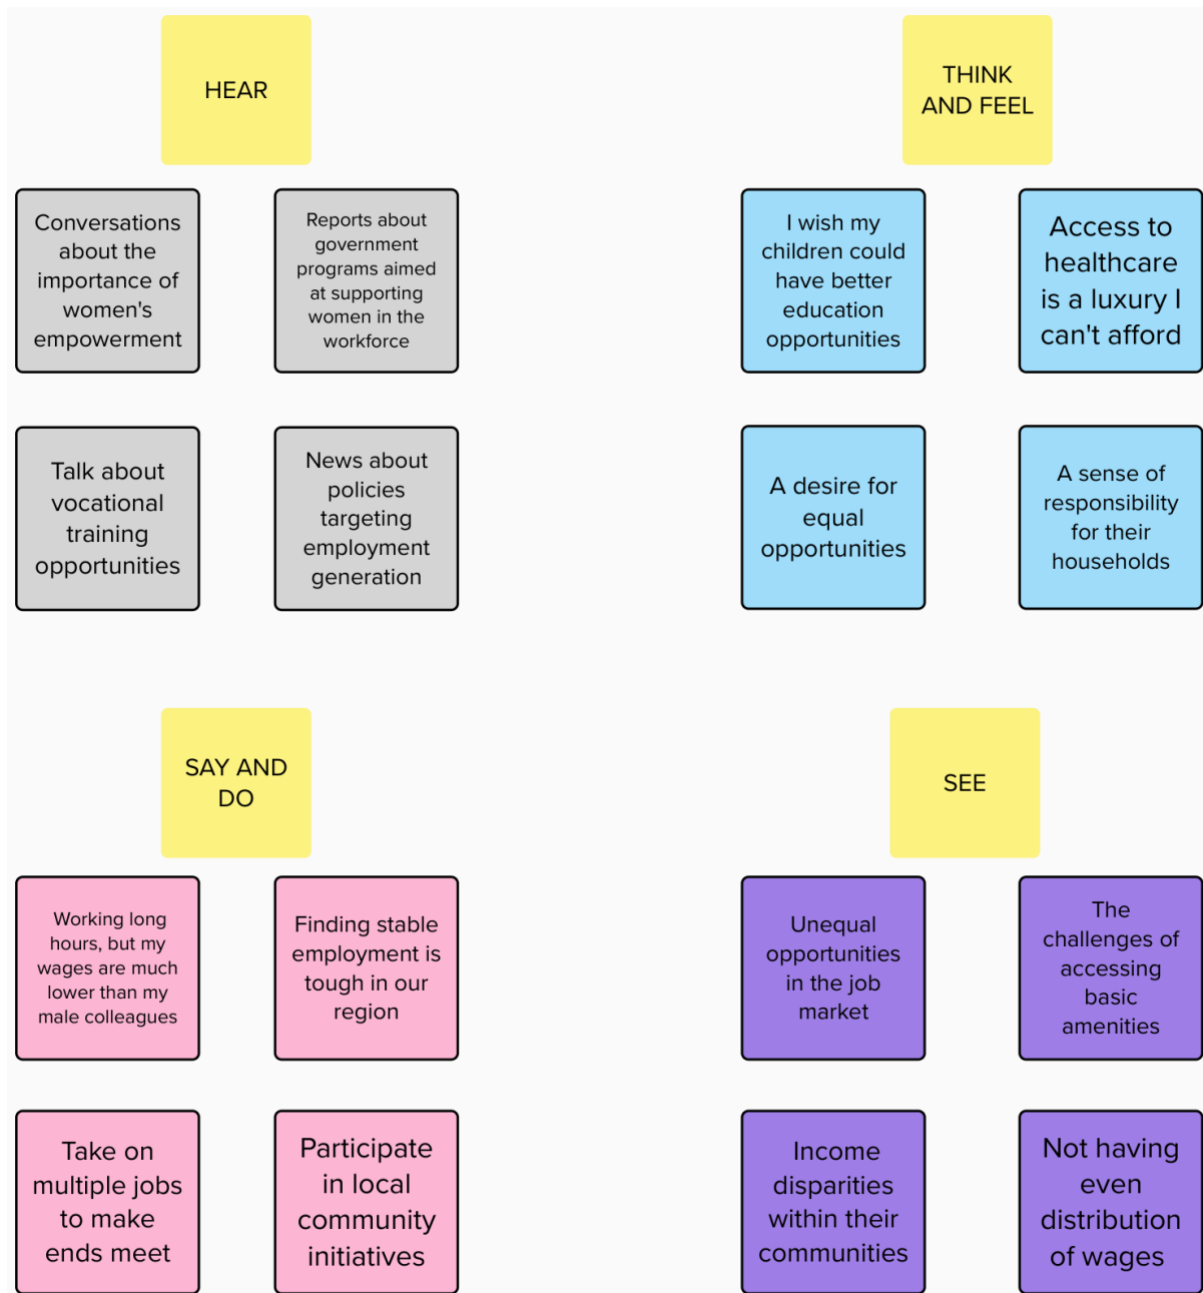 HEAR
THINK
AND FEEL
Conversations
about the
importance of
women's
empowerment
Reports about
government
programs aimed
at supporting
women in the
workforce
I wish my
children could
have better
education
opportunities
Access to
healthcare
is a luxury I
can't afford
Talk about
vocational
training
opportunities
News about
policies
targeting
employment
generation
A desire for
equal
opportunities
A sense of
responsibility
for their
households
SAY AND
DO
SEE
Working long
hours, but my
wages are much
lower than my
male colleagues
Finding stable
employment is
tough in our
region
Unequal
opportunities
in the job
market
The
challenges of
accessing
basic
amenities
Take on
multiple jobs
to make
ends meet
Participate
in local
community
initiatives
Income
disparities
within their
communities
Not having
even
distribution
of wages